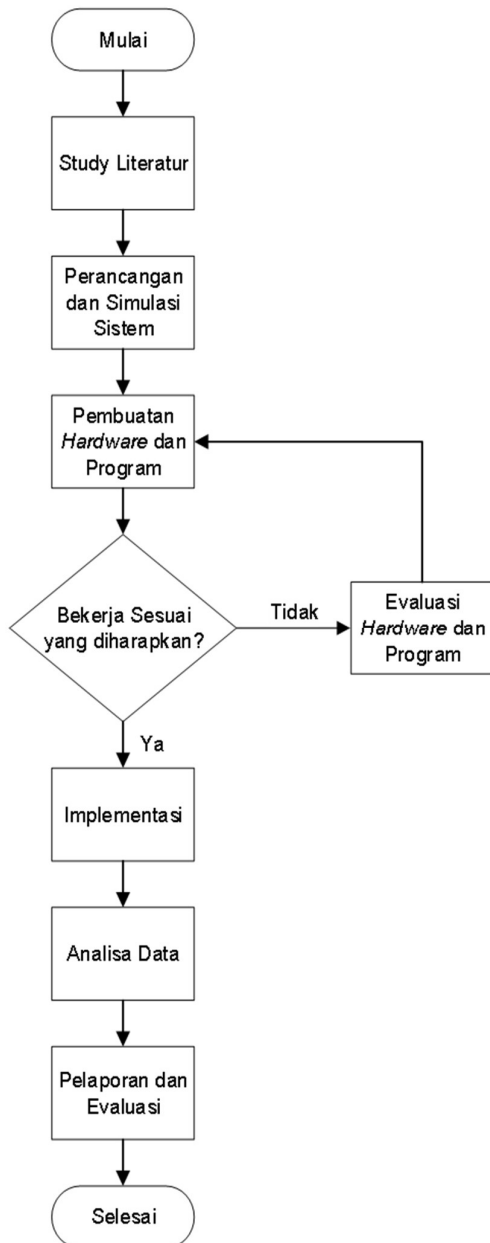 Mulai
Study Literatur
Perancangan
dan Simulasi
Sistem
Pembuatan
Hardware dan
Program
Bekerja Sesuai
yang diharapkan?
Tidak
Evaluasi
Hardware dan
Program
Ya
Implementasi
Analisa Data
Pelaporan dan
Evaluasi
Selesai